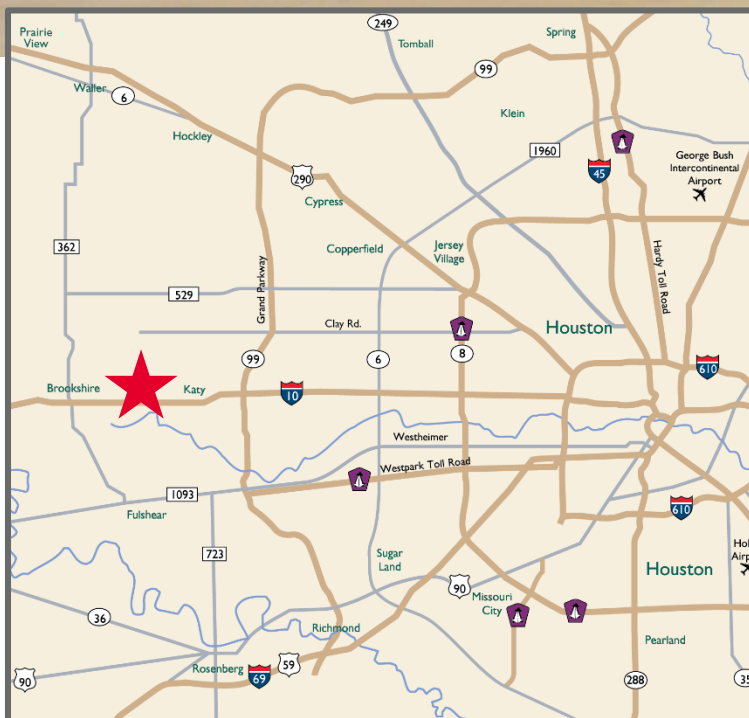 249
Spring
Prairie
View
Tomball
99
Waller
6
Klein
Hockley
1960
George Bush
Intercontinental
Airport
45
290
Cypress
362
Copperfield
Jersey
Village
Hardy Toll Road
Grand Parkway
529
Clay Rd.
Houston
99
6
8
610
Brookshire
Katy
10
Westheimer
Westpark Toll Road
1093
610
Fulshear
723
Sugar
Land
Houston
90
Missouri
City
36
Richmond
Pearland
Rosenberg
59
69
90
288
35